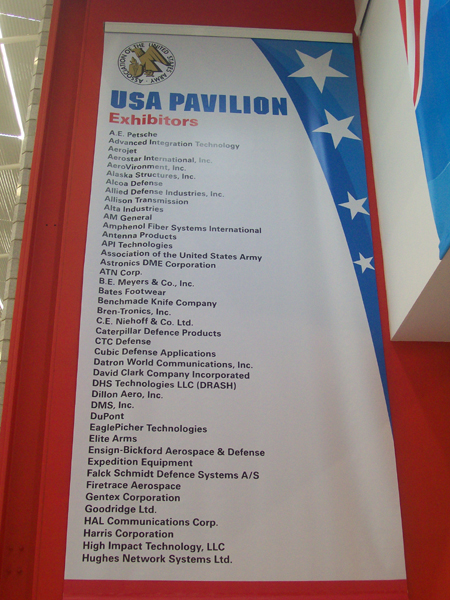 ASSOCIATION OF THE UNITED STATES ARMY
USA PAVILION
Exhibitors
A.E. Petsche
Advanced Integration Technology
Aerojet
Aerostar International, Inc.
AeroVironment, Inc.
Alaska Structures, Inc.
Alcoa Defense
Allied Defense Industries, Inc.
Allison Transmission
Alta Industries
AM General
Amphenol Fiber Systems International
Antenna Products
API Technologies
Association of the United States Army
Astronics DME Corporation
ATN Corp.
B.E. Meyers & Co., Inc.
Bates Footwear
Benchmade Knife Company
Bren-Tronics, Inc.
C.E. Niehoff & Co. Ltd.
Caterpillar Defence Products
CTC Defense
Cubic Defense Applications
Datron World Communications, Inc.
David Clark Company Incorporated
DHS Technologies LLC (DRASH)
Dillon Aero, Inc.
DMS, Inc.
DuPont
EaglePicher Technologies
Elite Arms
Ensign-Bickford Aerospace & Defense
Expedition Equipment
Falck Schmidt Defence Systems A/S
Firetrace Aerospace
Gentex Corporation
Goodridge Ltd.
HAL Communications Corp.
Harris Corporation
High Impact Technology, LLC
Hughes Network Systems Ltd.